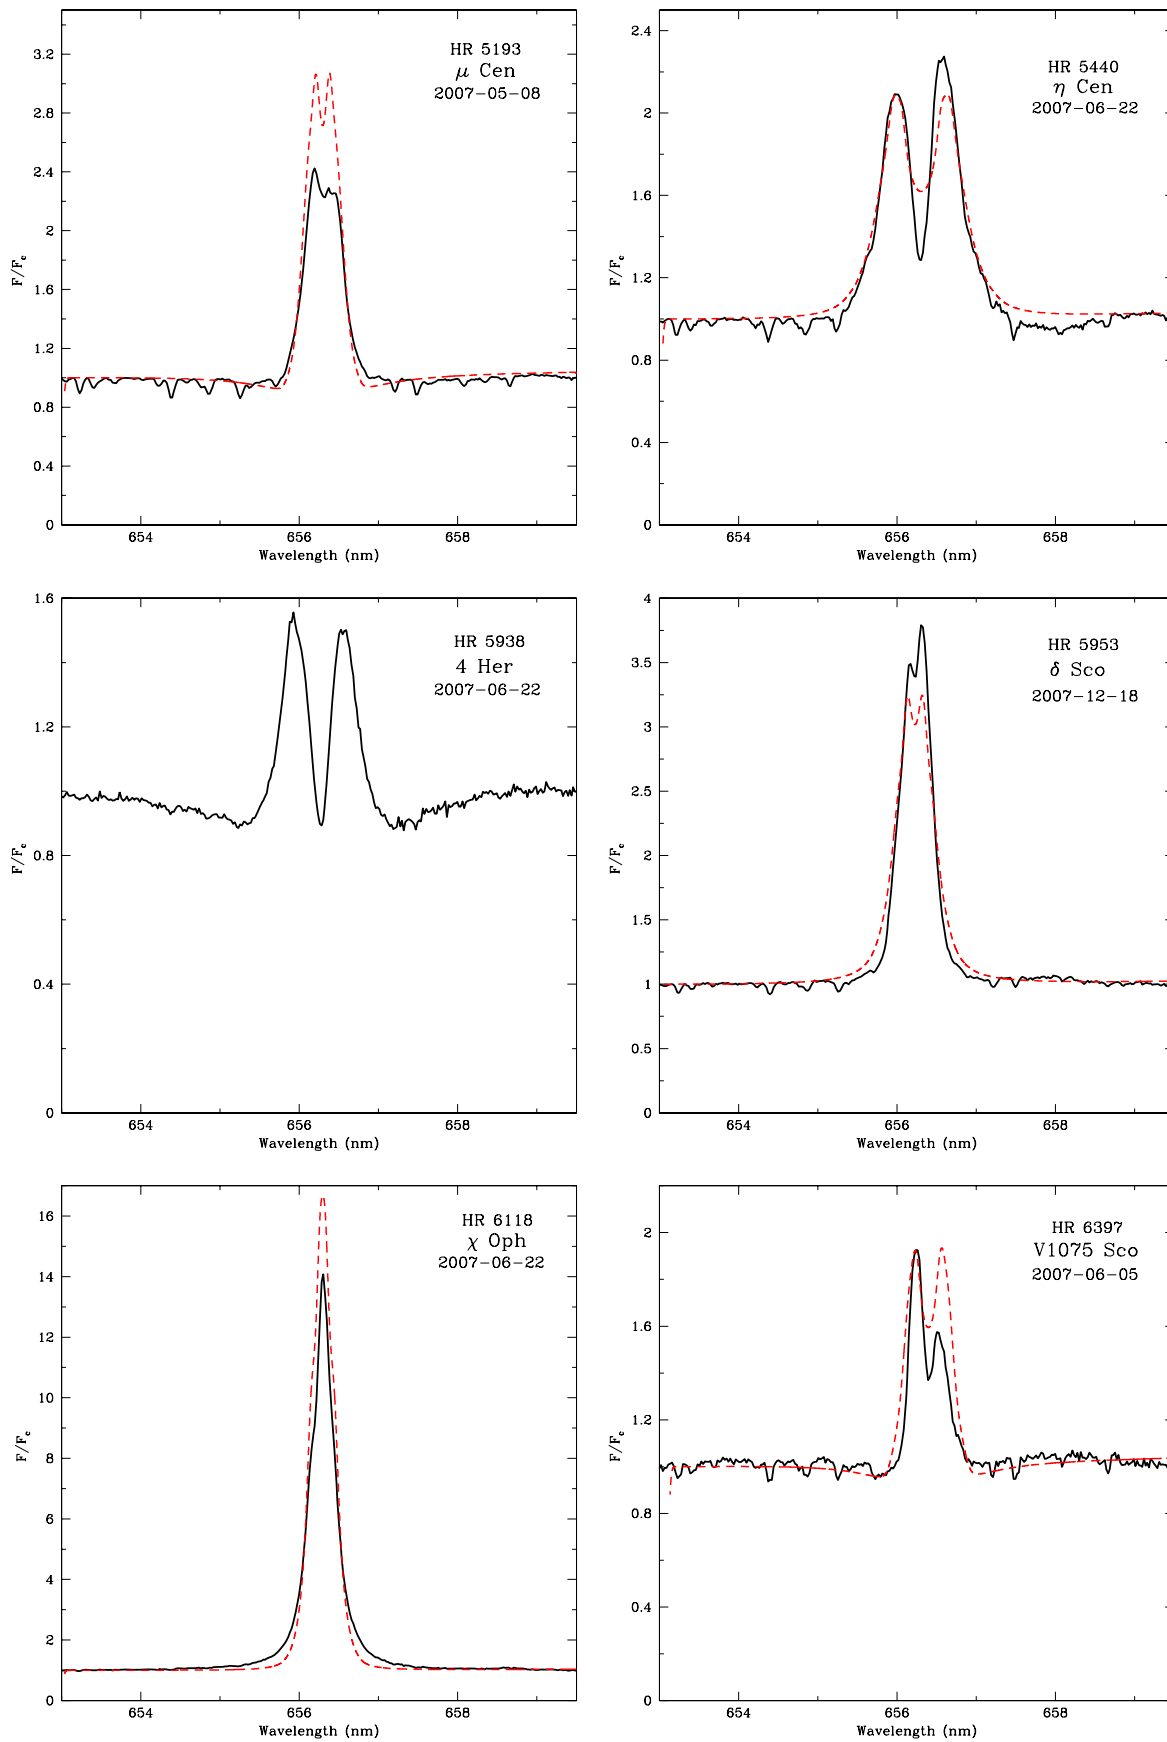 HR 5193
μ Cen
2007-05-08
3.2
2.8
2.4
2
1.6
1.2
0.8
0.4
0
F/Fc
654
656
658
Wavelength (nm)
HR 5440
η Cen
2007-06-22
2.4
2
1.6
1.2
0.8
0.4
0
F/Fc
654
656
658
Wavelength (nm)
HR 5938
4 Her
2007-06-22
1.6
1.2
0.8
0.4
0
F/Fc
654
656
658
Wavelength (nm)
HR 5953
δ Sco
2007-12-18
4
3.5
3
2.5
2
1.5
1
0.5
0
F/Fc
654
656
658
Wavelength (nm)
HR 6118
χ Oph
2007-06-22
16
14
12
10
8
6
4
2
0
F/Fc
654
656
658
Wavelength (nm)
HR 6397
V1075 Sco
2007-06-05
2
1.6
1.2
0.8
0.4
0
F/Fc
654
656
658
Wavelength (nm)